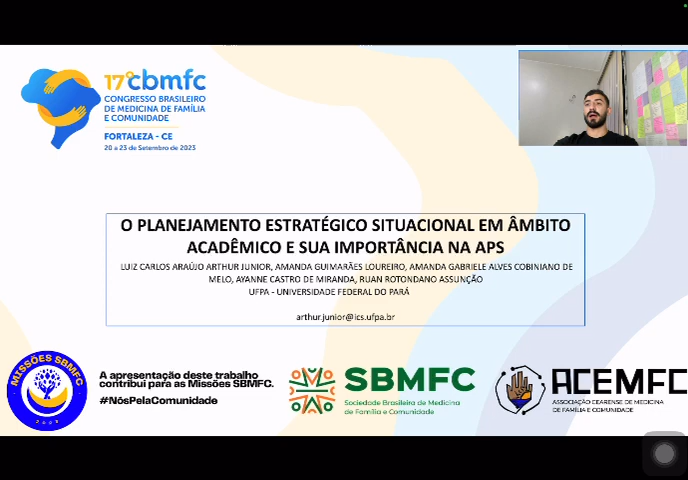 17º cbmfc
CONGRESSO BRASILEIRO
DE MEDICINA DE FAMÍLIA
E COMUNIDADE
FORTALEZA - CE
20 a 23 de Setembro de 2023
O PLANEJAMENTO ESTRATÉGICO SITUACIONAL EM ÂMBITO
ACADÊMICO E SUA IMPORTÂNCIA NA APS
LUIZ CARLOS ARAÚJO ARTHUR JUNIOR, AMANDA GUIMARÃES LOUREIRO, AMANDA GABRIELE ALVES COBINIANO DE
MELO, AYANNE CASTRO DE MIRANDA, RUAN ROTONDANO ASSUNÇÃO
UFPA - UNIVERSIDADE FEDERAL DO PARÁ
arthur.junior@ics.ufpa.br
MISSÕES SBMFC
A apresentação deste trabalho
contribui para as Missões SBMFC.
#NósPelaComunidade
SBMFC
Sociedade Brasileira de Medicina
de Família e Comunidade
ACEMFC
ASSOCIAÇÃO CEARENSE DE MEDICINA
DE FAMÍLIA E COMUNIDADE